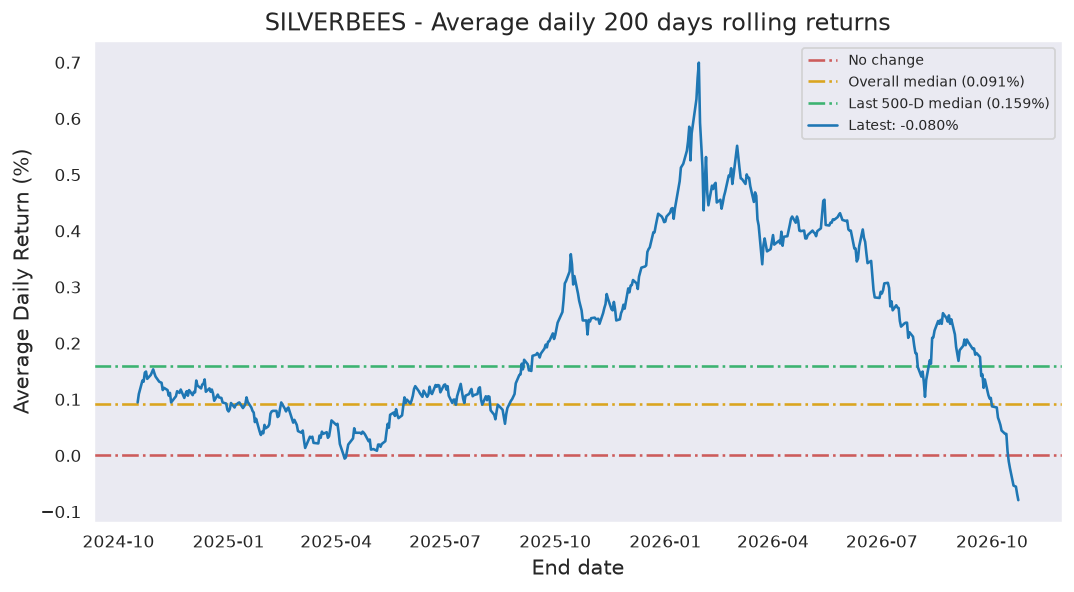 SILVERBEES - Average daily 200 days rolling returns
No change
Overall median (0.091%)
Last 500-D median (0.159%)
Latest: -0.080%
Average Daily Return (%)
0.7
0.6
0.5
0.4
0.3
0.2
0.1
0.0
−0.1
2024-10 2025-01 2025-04 2025-07 2025-10 2026-01 2026-04 2026-07 2026-10
End date